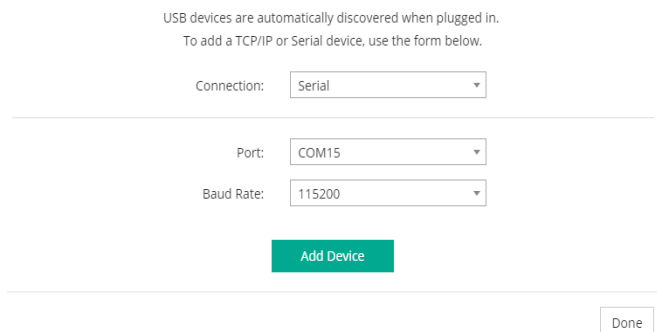 USB devices are automatically discovered when plugged in.
To add a TCP/IP or Serial device, use the form below.
Connection: Serial
Port: COM15
Baud Rate: 115200
Add Device
Done